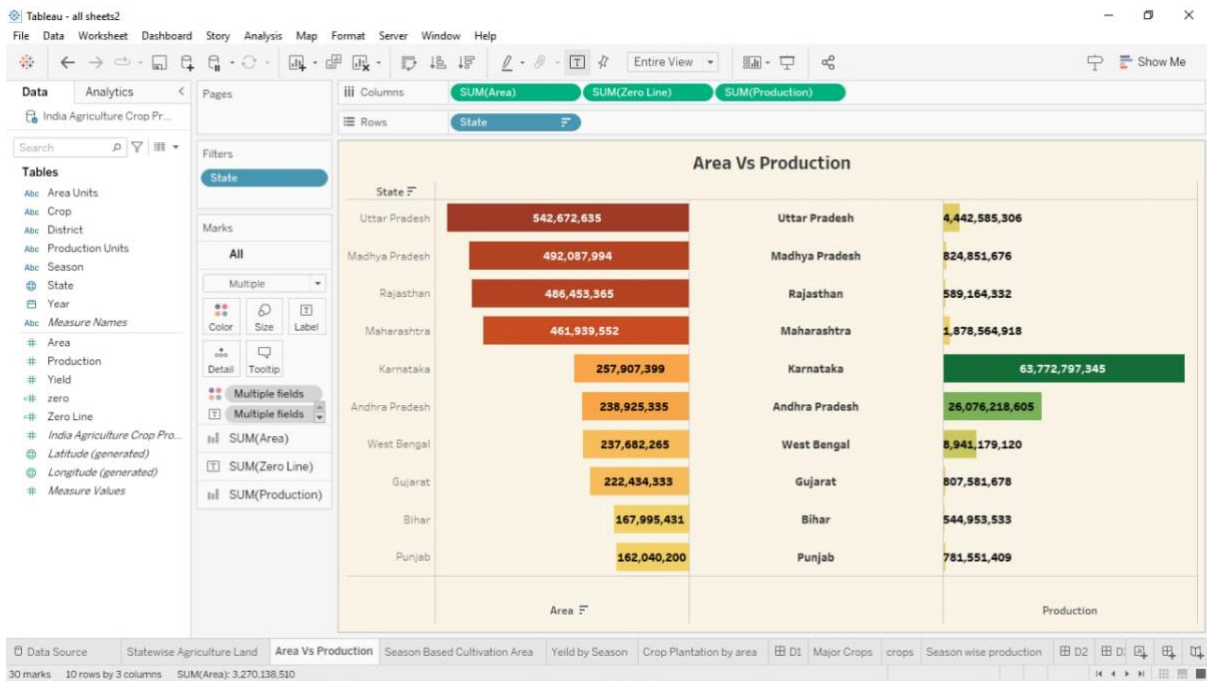 Tableau - all sheets2
File Data Worksheet Dashboard Story Analysis Map Format Server Window Help
Entire View
Show Me
Data Analytics
India Agriculture Crop Pr...
Search
Tables
Abc Area Units
Abc Crop
Abc District
Abc Production Units
Abc Season
State
Year
Abc Measure Names
# Area
# Production
# Yield
=# zero
=# Zero Line
# India Agriculture Crop Pro...
Latitude (generated)
Longitude (generated)
# Measure Values
Pages
Filters
State
Marks
All
Multiple
Color Size Label
Detail Tooltip
Multiple fields
Multiple fields
SUM(Area)
SUM(Zero Line)
SUM(Production)
Columns SUM(Area) SUM(Zero Line) SUM(Production)
Rows State
Area Vs Production
State
Uttar Pradesh 542,672,635 Uttar Pradesh 4,442,585,306
Madhya Pradesh 492,087,994 Madhya Pradesh 824,851,676
Rajasthan 486,453,365 Rajasthan 589,164,332
Maharashtra 461,939,552 Maharashtra 1,878,564,918
Karnataka 257,907,399 Karnataka 63,772,797,345
Andhra Pradesh 238,925,335 Andhra Pradesh 26,076,218,605
West Bengal 237,682,265 West Bengal 8,941,179,120
Gujarat 222,434,333 Gujarat 807,581,678
Bihar 167,995,431 Bihar 544,953,533
Punjab 162,040,200 Punjab 781,551,409
Area Production
Data Source Statewise Agriculture Land Area Vs Production Season Based Cultivation Area Yeild by Season Crop Plantation by area D1 Major Crops crops Season wise production D2
30 marks 10 rows by 3 columns SUM(Area): 3,270,138,510